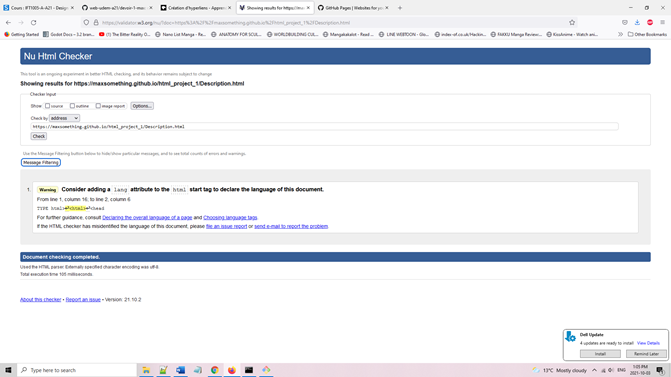 Cours : IFT1005-A-A21 - Design
web-udem-a21/devoir-1-max
Creation of hyperliens - Appren
Showing results for https://max
GitHub Pages | Websites for y
https://validator.w3.org/nu/?doc=https%3A%2F%2Fmaxsomething.github.io%2Fhtml_project_1%2FDescription.html
Getting Started
Godot Docs – 3.2 bran
YouTube
(1) The Bitter Reality O
Nana List Manga - Re
ANATOMY FOR SCUL
WORLDBUILDING CUL
Mangakakalot - Read
LINE WEBTOON - Glo
index-of.co.uk/Hackin
FAKKU Manga Review
KissAnime - Watch ani
Other Bookmarks
Nu Html Checker
This tool is an ongoing experiment in better HTML checking, and its behavior remains subject to change
Showing results for https://maxsomething.github.io/html_project_1/Description.html
Checker Input
Show: source outline image report Options...
Check by address
https://maxsomething.github.io/html_project_1/Description.html
Check
Use the Message Filtering button below to hide/show particular messages, and to see total counts of errors and warnings.
Message Filtering
1. Warning Consider adding a lang attribute to the html start tag to declare the language of this document.
From line 1, column 16; to line 2, column 6
TYPE html>↩<html>↩<head
For further guidance, consult Declaring the overall language of a page and Choosing language tags.
If the HTML checker has misidentified the language of this document, please file an issue report or send e-mail to report the problem.
Document checking completed.
Used the HTML parser. Externally specified character encoding was utf-8.
Total execution time 105 milliseconds.
About this checker • Report an issue • Version: 21.10.2
Dell Update
4 updates are ready to install View Details
Install Remind Later
Type here to search
13°C Mostly cloudy
ENG
1:05 PM
2021-10-03